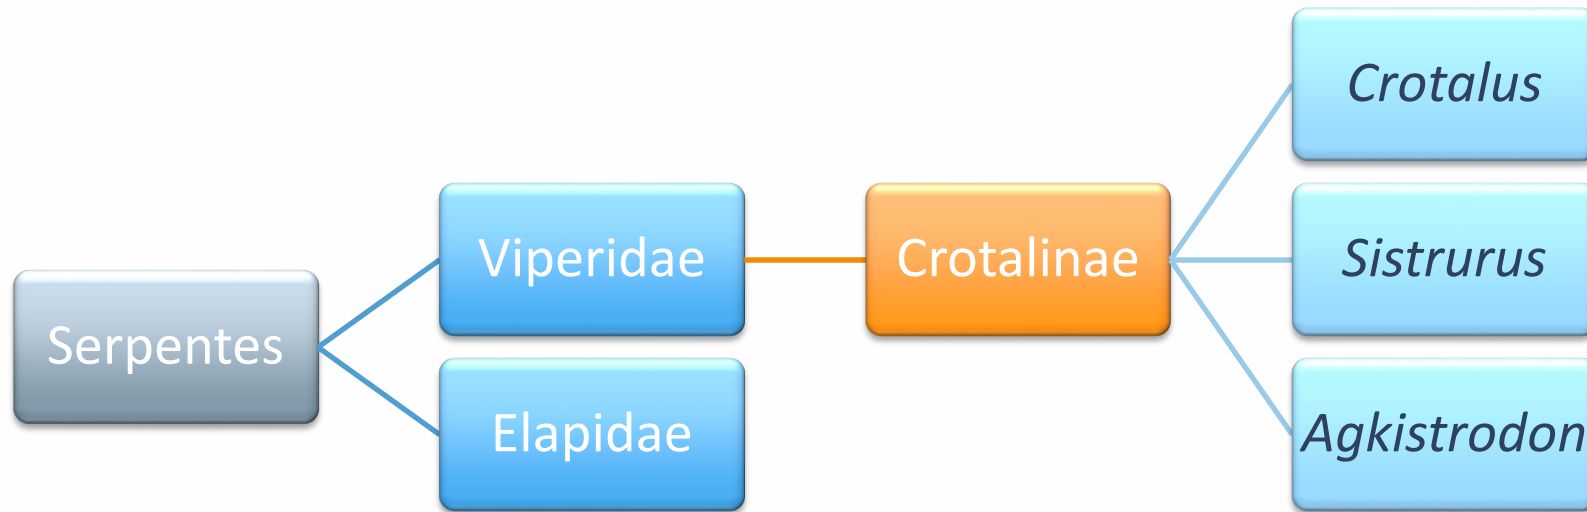 Serpentes
Viperidae
Elapidae
Crotalinae
Crotalus
Sistrurus
Agkistrodon